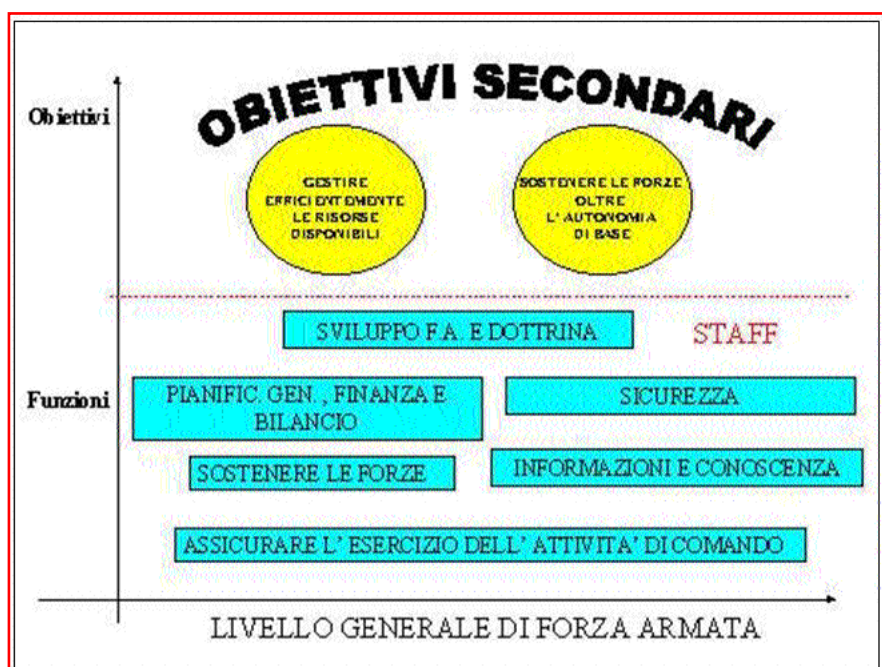 OBIETTIVI SECONDARI
Obiettivi
GESTIRE
EFFICIENTEMENTE
LE RISORSE
DISPONIBILI
SOSTENERE LE FORZE
OLTRE
L' AUTONOMIA
DI BASE
SVILUPPO F.A. E DOTTRINA
STAFF
Funzioni
PIANIFIC. GEN. , FINANZA E
BILANCIO
SICUREZZA
SOSTENERE LE FORZE
INFORMAZIONI E CONOSCENZA
ASSICURARE L' ESERCIZIO DELL' ATTIVITA' DI COMANDO
LIVELLO GENERALE DI FORZA ARMATA